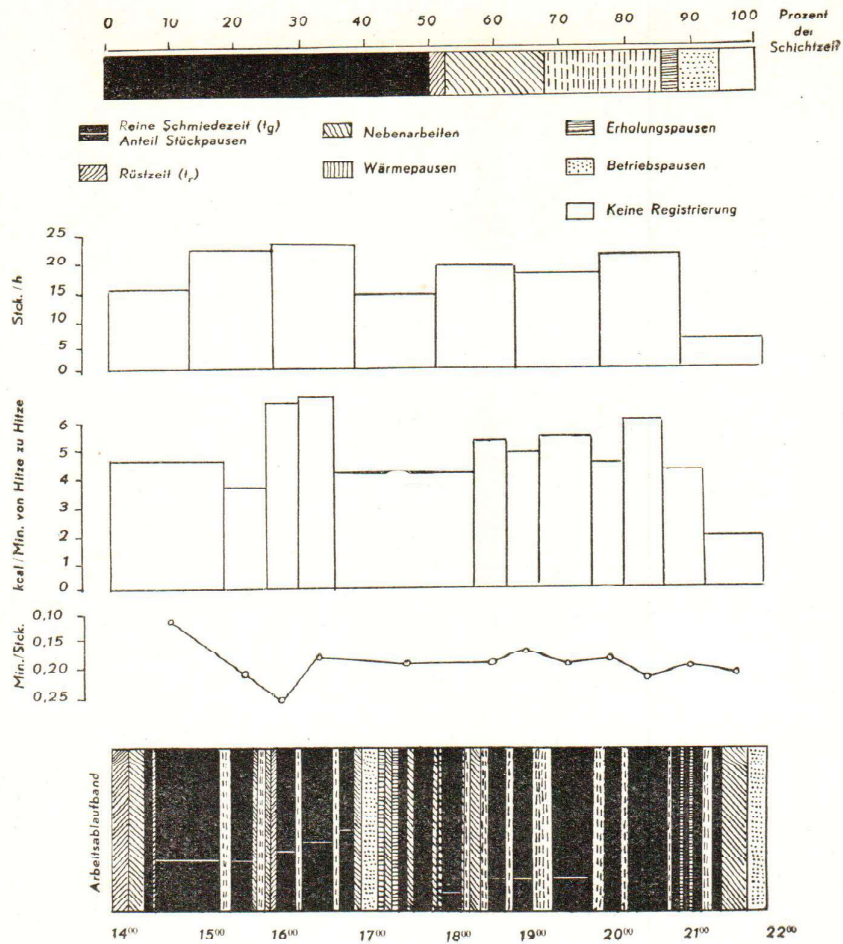 0 10 20 30 40 50 60 70 80 90 100 Prozent
der
Schichtzeit
Reine Schmiedezeit (tg)
Anteil Stückpausen
Rüstzeit (tr)
Nebenarbeiten
Wärmepausen
Erholungspausen
Betriebspausen
Keine Registrierung
Stck./h
25
20
15
10
5
0
kcal/Min. von Hitze zu Hitze
6
5
4
3
2
1
0
Min./Stck.
0,10
0,15
0,20
0,25
Arbeitsablaufband
14⁰⁰ 15⁰⁰ 16⁰⁰ 17⁰⁰ 18⁰⁰ 19⁰⁰ 20⁰⁰ 21⁰⁰ 22⁰⁰